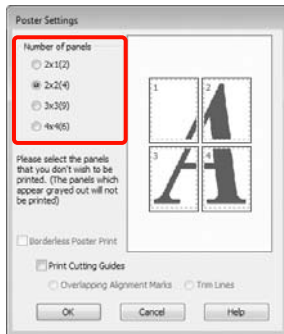 Poster Settings
Number of panels
2x1(2)
2x2(4)
3x3(9)
4x4(6)
1
2
3
4
A
Please select the panels
that you don't wish to be
printed. (The panels which
appear grayed out will not
be printed)
Borderless Poster Print
Print Cutting Guides
Overlapping Alignment Marks
Trim Lines
OK
Cancel
Help